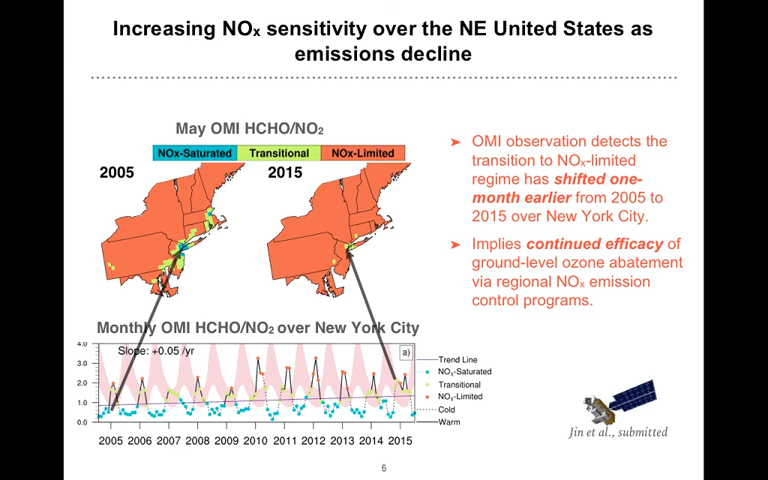 Increasing NOₓ sensitivity over the NE United States as
emissions decline
May OMI HCHO/NO₂
NOx-Saturated Transitional NOx-Limited
2005 2015
➤ OMI observation detects the
transition to NOₓ-limited
regime has shifted one-
month earlier from 2005 to
2015 over New York City.
➤ Implies continued efficacy of
ground-level ozone abatement
via regional NOₓ emission
control programs.
Monthly OMI HCHO/NO₂ over New York City
Slope: +0.05 /yr
a)
4.0
3.0
2.0
1.0
0.0
2005 2006 2007 2008 2009 2010 2011 2012 2013 2014 2015
Trend Line
NOₓ-Saturated
Transitional
NOₓ-Limited
Cold
Warm
Jin et al., submitted
6